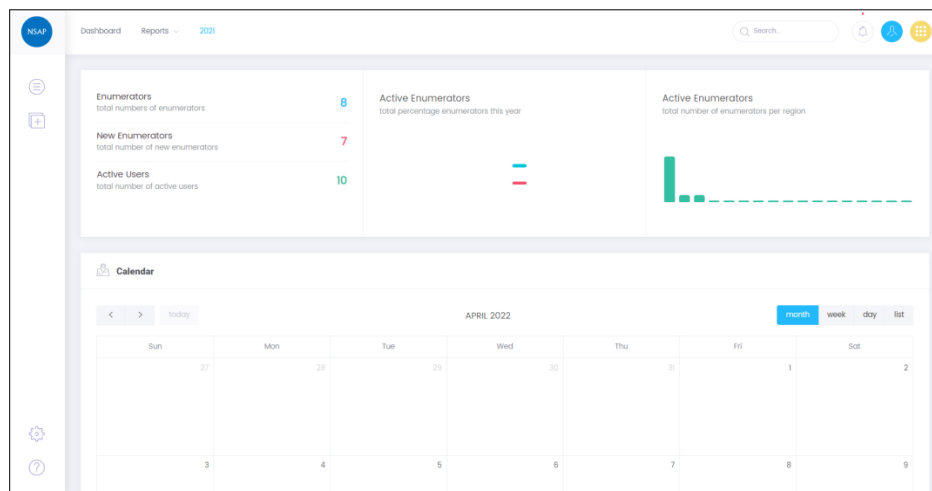 NSAP
Dashboard Reports 2021
Search..
Enumerators
total numbers of enumerators
8
New Enumerators
total number of new enumerators
7
Active Users
total number of active users
10
Active Enumerators
total percentage enumerators this year
Active Enumerators
total number of enumerators per region
Calendar
< > today
APRIL 2022
month week day list
Sun Mon Tue Wed Thu Fri Sat
27 28 29 30 31 1 2
3 4 5 6 7 8 9